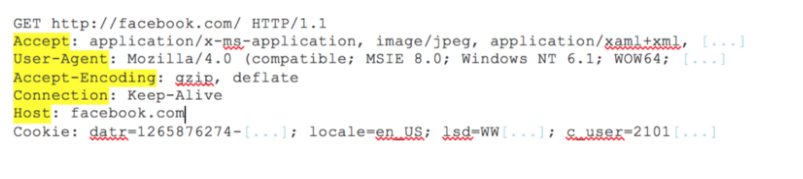 GET http://facebook.com/ HTTP/1.1
Accept: application/x-ms-application, image/jpeg, application/xaml+xml, [...]
User-Agent: Mozilla/4.0 (compatible; MSIE 8.0; Windows NT 6.1; WOW64; [...]
Accept-Encoding: gzip, deflate
Connection: Keep-Alive
Host: facebook.com
Cookie: datr=1265876274-[...]; locale=en_US; lsd=WW[...]; c_user=2101[...]